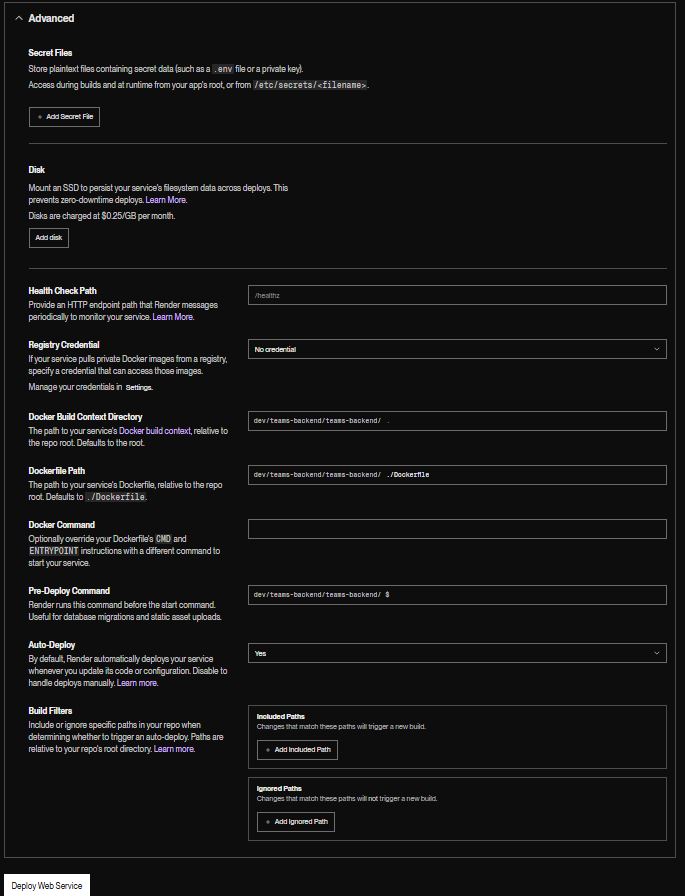 Advanced
Secret Files
Store plaintext files containing secret data (such as a .env file or a private key).
Access during builds and at runtime from your app's root, or from /etc/secrets/<filename>.
+ Add Secret File
Disk
Mount an SSD to persist your service's filesystem data across deploys. This
prevents zero-downtime deploys. Learn More.
Disks are charged at $0.25/GB per month.
Add disk
Health Check Path
Provide an HTTP endpoint path that Render messages
periodically to monitor your service. Learn More.
/healthz
Registry Credential
If your service pulls private Docker images from a registry,
specify a credential that can access those images.
Manage your credentials in Settings.
No credential
Docker Build Context Directory
The path to your service's Docker build context, relative to
the repo root. Defaults to the root.
dev/teams-backend/teams-backend/ .
Dockerfile Path
The path to your service's Dockerfile, relative to the repo
root. Defaults to ./Dockerfile.
dev/teams-backend/teams-backend/ ./Dockerfile
Docker Command
Optionally override your Dockerfile's CMD and
ENTRYPOINT instructions with a different command to
start your service.
Pre-Deploy Command
Render runs this command before the start command.
Useful for database migrations and static asset uploads.
dev/teams-backend/teams-backend/ $
Auto-Deploy
By default, Render automatically deploys your service
whenever you update its code or configuration. Disable to
handle deploys manually. Learn more.
Yes
Build Filters
Include or ignore specific paths in your repo when
determining whether to trigger an auto-deploy. Paths are
relative to your repo's root directory. Learn more.
Included Paths
Changes that match these paths will trigger a new build.
+ Add Included Path
Ignored Paths
Changes that match these paths will not trigger a new build.
+ Add Ignored Path
Deploy Web Service